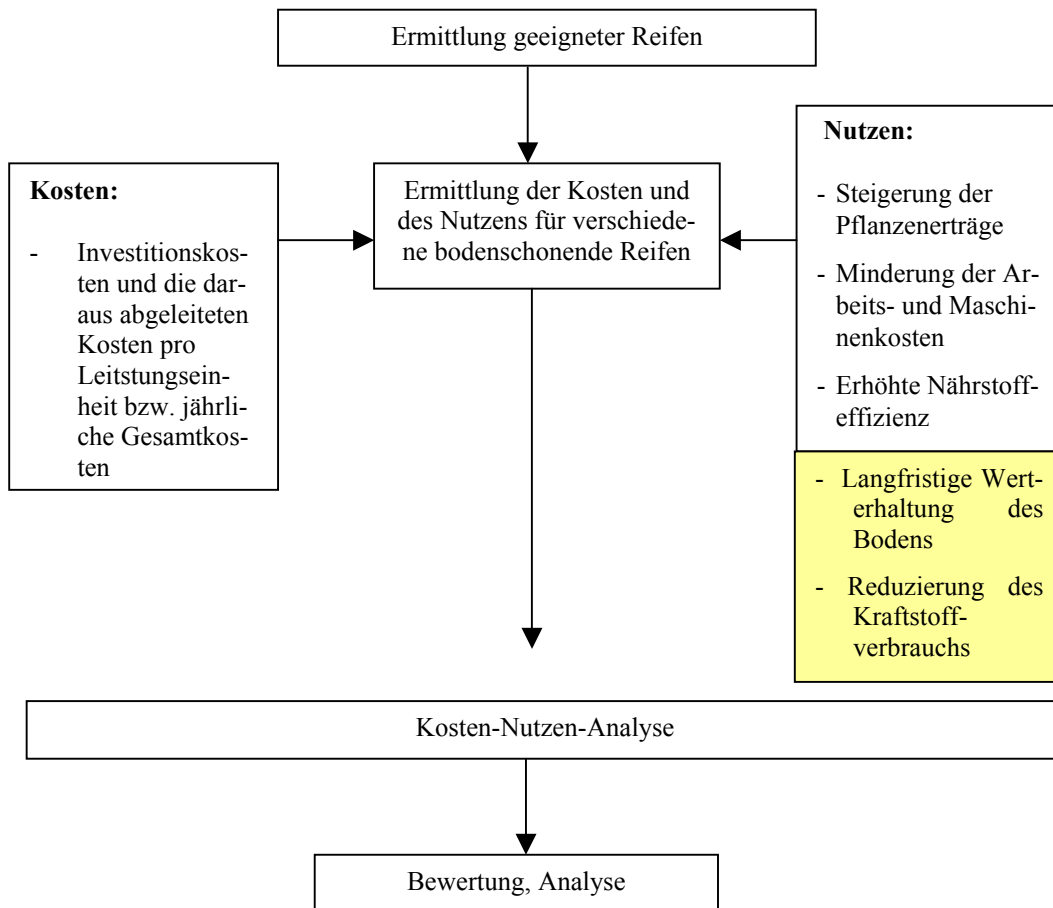 Ermittlung geeigneter Reifen
Kosten:
-   Investitionskos-
ten und die dar-
aus abgeleiteten
Kosten pro
Leitstungsein-
heit bzw. jährli-
che Gesamtkos-
ten
Ermittlung der Kosten und
des Nutzens für verschiede-
ne bodenschonende Reifen
Nutzen:
- Steigerung der
Pflanzenerträge
- Minderung der Ar-
beits- und Maschi-
nenkosten
- Erhöhte Nährstoff-
effizienz
- Langfristige Wert-
erhaltung des
Bodens
- Reduzierung des
Kraftstoff-
verbrauchs
Kosten-Nutzen-Analyse
Bewertung, Analyse